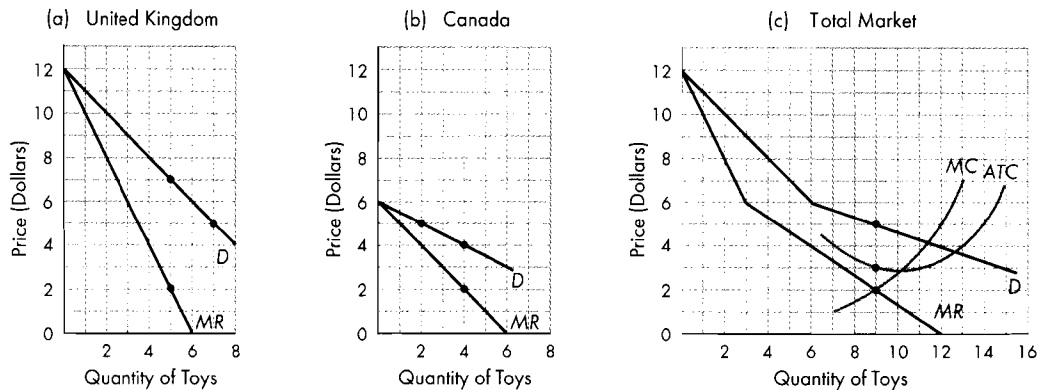 (a) United Kingdom
Price (Dollars)
12
10
8
6
4
2
0
D
MR
2 4 6 8
Quantity of Toys
(b) Canada
Price (Dollars)
12
10
8
6
4
2
0
D
MR
2 4 6 8
Quantity of Toys
(c) Total Market
Price (Dollars)
12
10
8
6
4
2
0
MC ATC
D
MR
2 4 6 8 10 12 14 16
Quantity of Toys